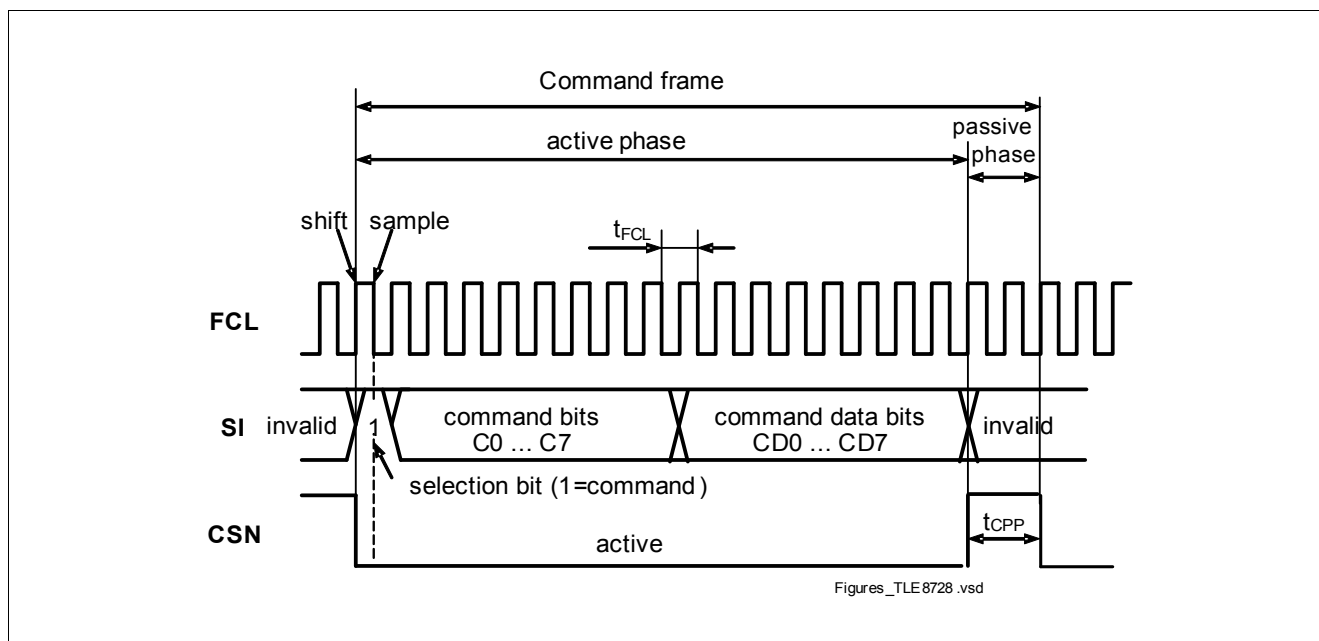 Command frame
passive
active phase
phase
shift
sample
tFCL
FCL
SI
invalid
1
command bits
C0 ... C7
command data bits
CD0 ... CD7
invalid
selection bit (1=command)
CSN
active
tCPP
Figures_TLE8728.vsd